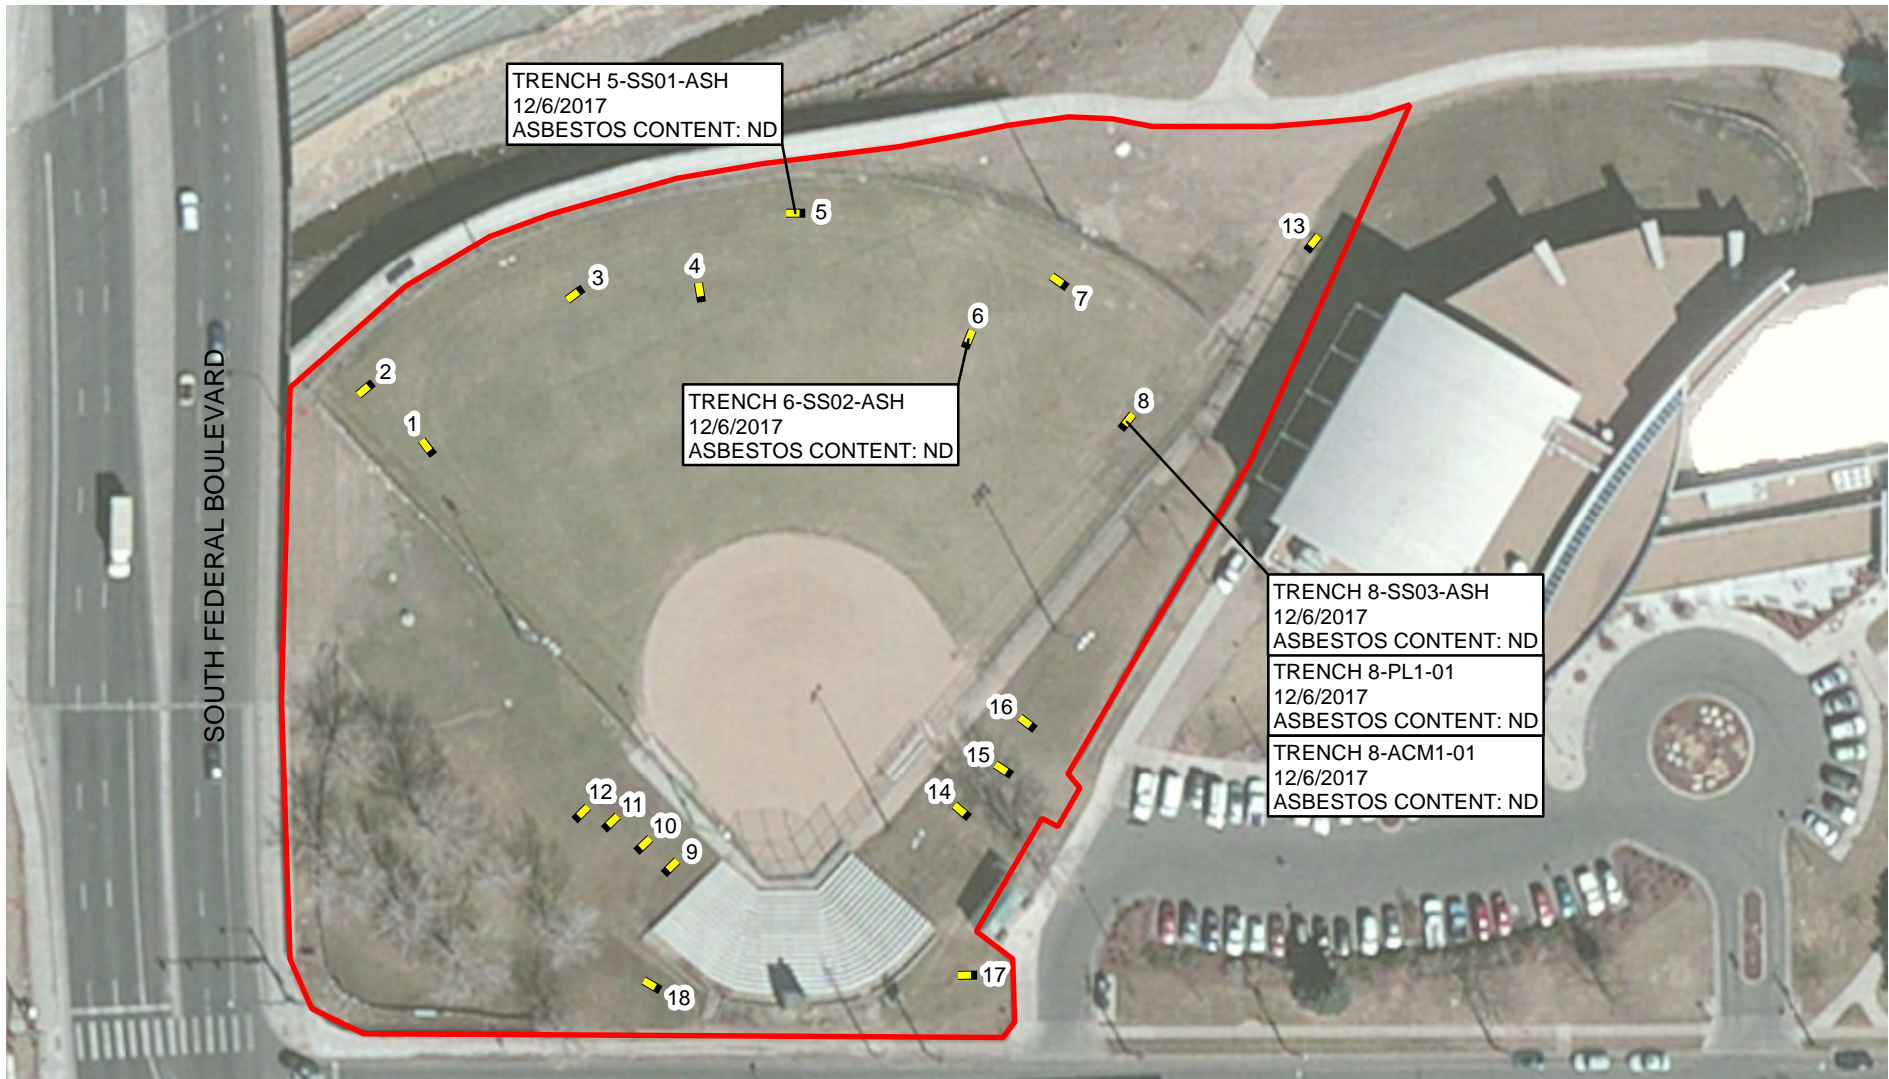 TRENCH 5-SS01-ASH
12/6/2017
ASBESTOS CONTENT: ND
5
13
3
4
7
6
2
TRENCH 6-SS02-ASH
12/6/2017
ASBESTOS CONTENT: ND
8
1
SOUTH FEDERAL BOULEVARD
TRENCH 8-SS03-ASH
12/6/2017
ASBESTOS CONTENT: ND
TRENCH 8-PL1-01
12/6/2017
ASBESTOS CONTENT: ND
TRENCH 8-ACM1-01
12/6/2017
ASBESTOS CONTENT: ND
16
15
14
12
11
10
9
17
18